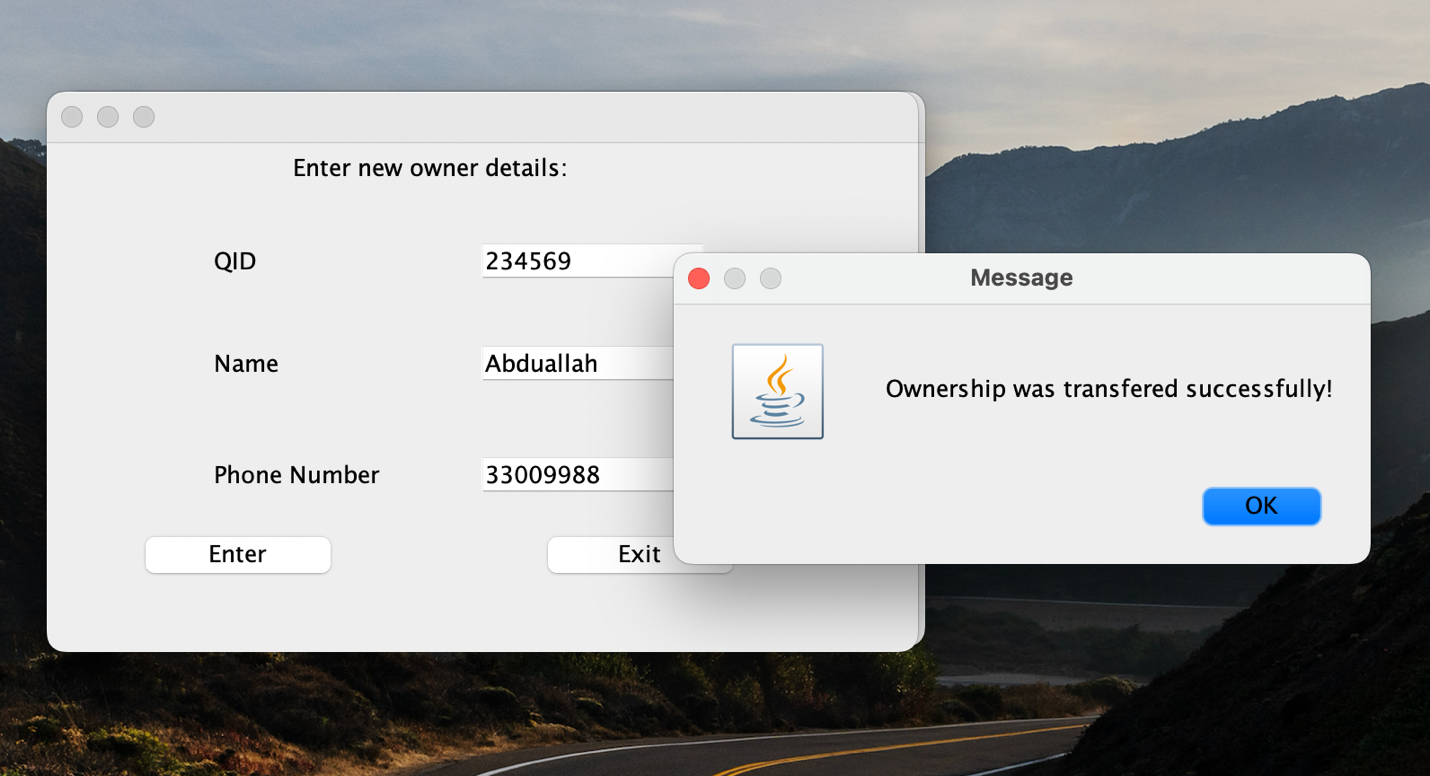 Enter new owner details:
QID
234569
Name
Abduallah
Phone Number
33009988
Enter
Exit
Message
Ownership was transfered successfully!
OK